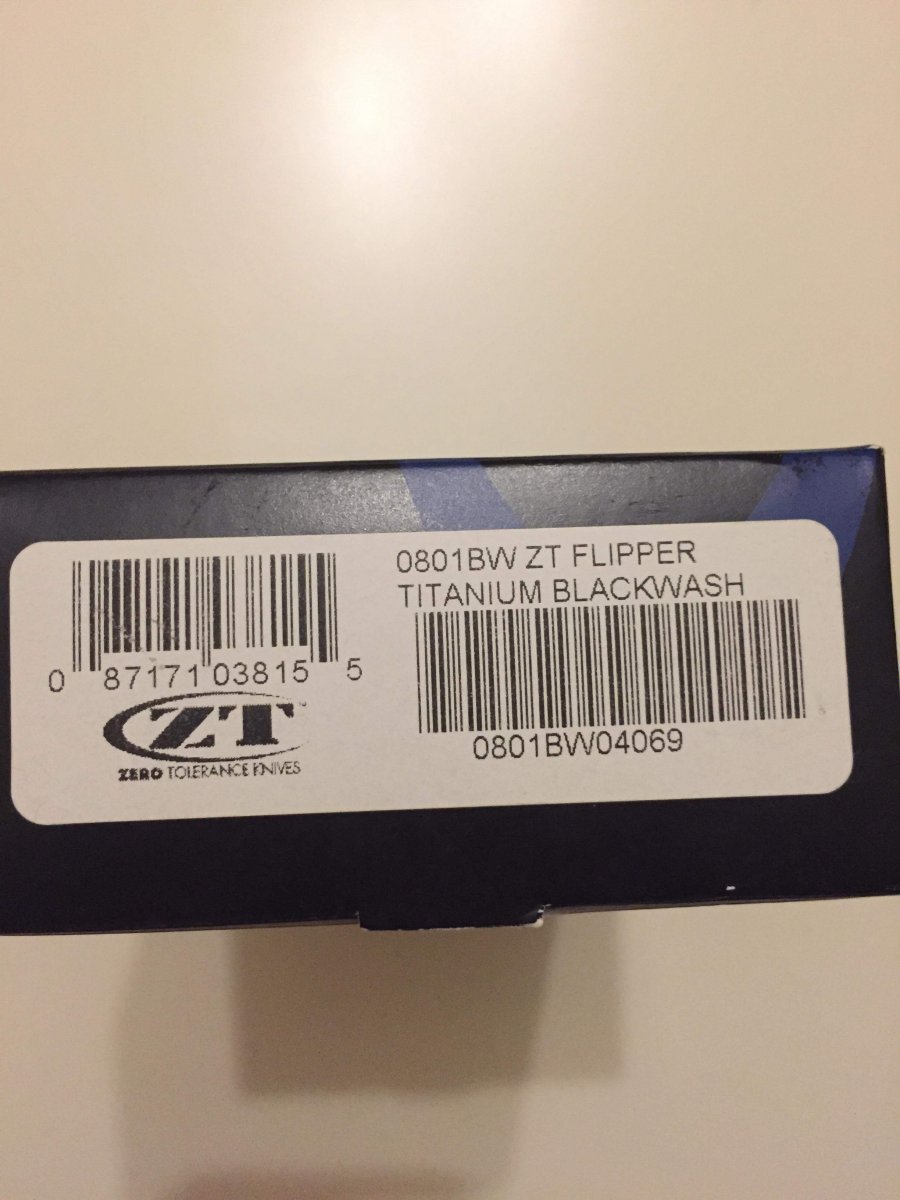 0801BW ZT FLIPPER
TITANIUM BLACKWASH
0 87171 03815 5
0801BW04069
ZT
ZERO TOLERANCE KNIVES